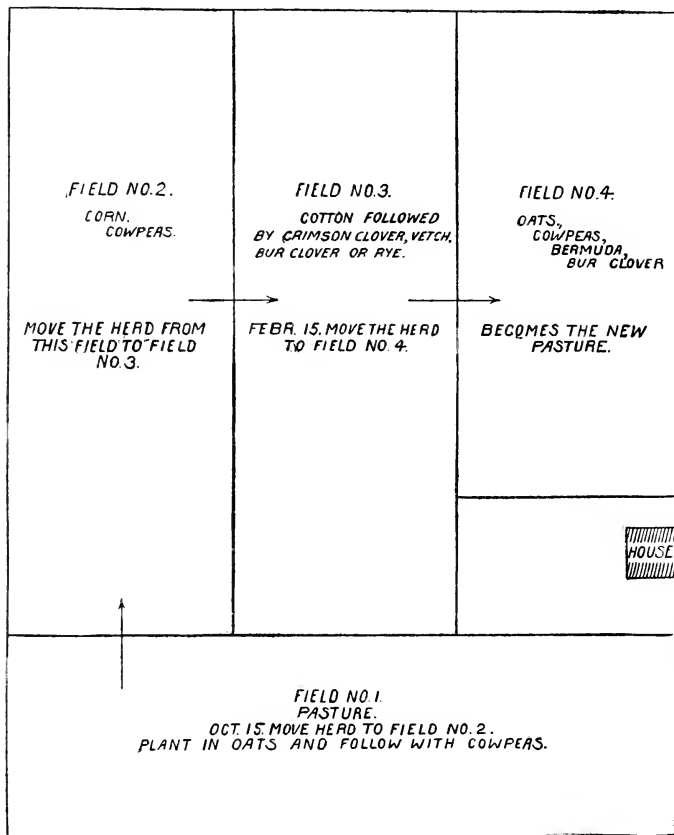 FIELD NO.2.
CORN.
COWPEAS.
MOVE THE HERD FROM
THIS FIELD TO FIELD
NO.3.
FIELD NO.3.
COTTON FOLLOWED
BY CRIMSON CLOVER, VETCH,
BUR CLOVER OR RYE.
FEBR. 15. MOVE THE HERD
TO FIELD NO. 4.
FIELD NO.4.
OATS,
COWPEAS,
BERMUDA,
BUR CLOVER
BECOMES THE NEW
PASTURE.
HOUSE
FIELD NO.1.
PASTURE.
OCT. 15. MOVE HERD TO FIELD NO.2.
PLANT IN OATS AND FOLLOW WITH COWPEAS.